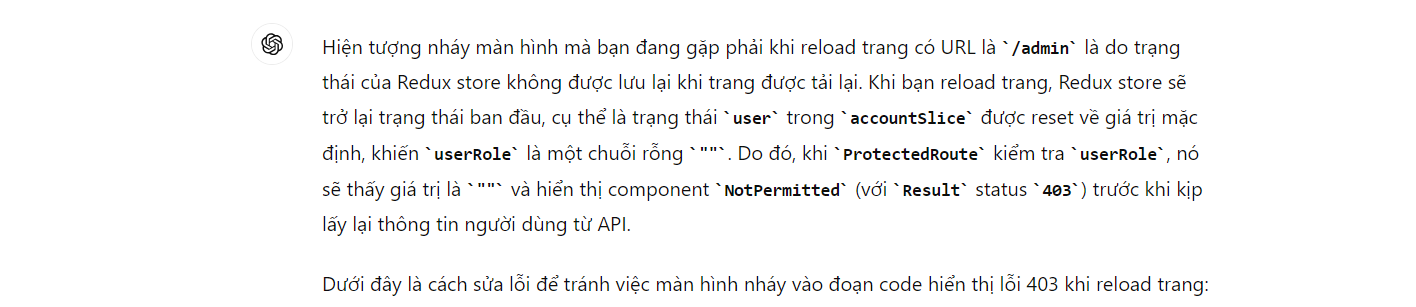 Hiện tượng nháy màn hình mà bạn đang gặp phải khi reload trang có URL là `/admin` là do trạng
thái của Redux store không được lưu lại khi trang được tải lại. Khi bạn reload trang, Redux store sẽ
trở lại trạng thái ban đầu, cụ thể là trạng thái `user` trong `accountSlice` được reset về giá trị mặc
định, khiến `userRole` là một chuỗi rỗng `""`. Do đó, khi `ProtectedRoute` kiểm tra `userRole`, nó
sẽ thấy giá trị là `""` và hiển thị component `NotPermitted` (với `Result` status `403`) trước khi kịp
lấy lại thông tin người dùng từ API.
Dưới đây là cách sửa lỗi để tránh việc màn hình nháy vào đoạn code hiển thị lỗi 403 khi reload trang: